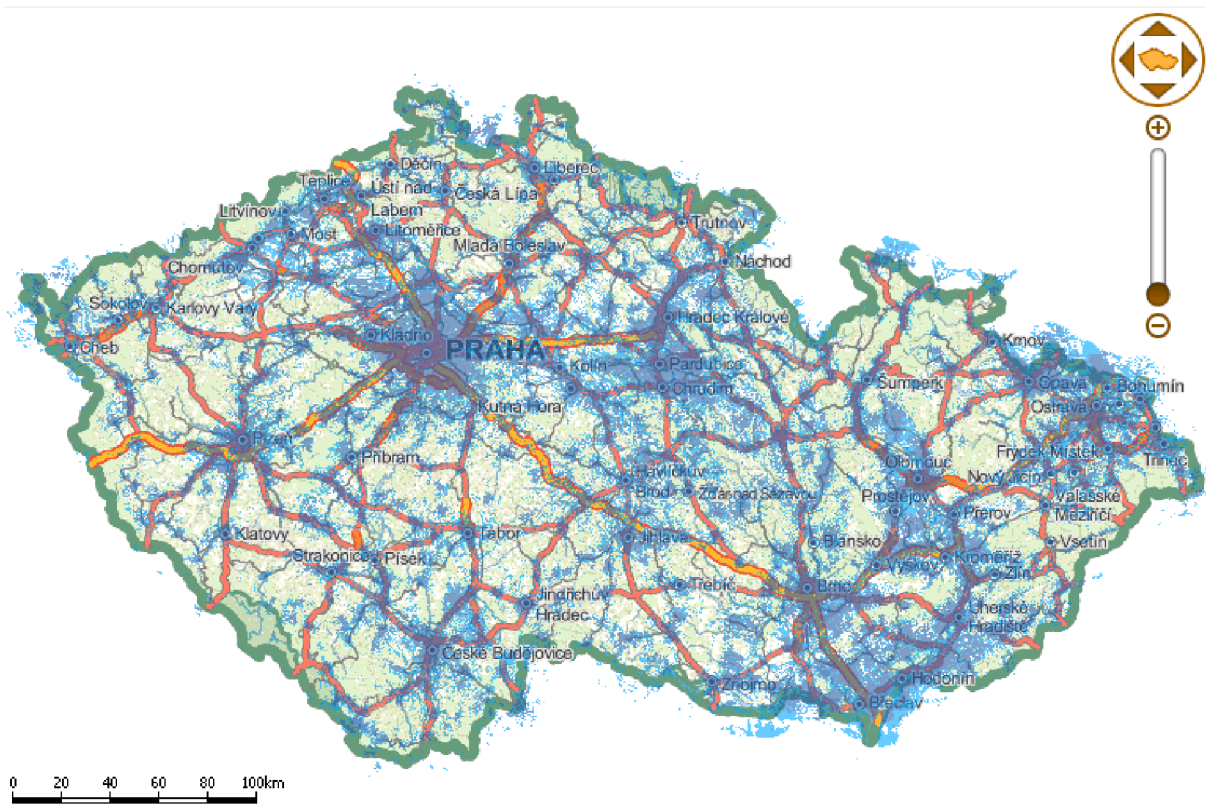 Děčín
Liberec
Teplice
Ústí nad
Labem
Česká Lípa
Litvínov
Most
Litoměřice
Trutnov
Mladá Boleslav
Chomutov
Náchod
Sokolov
Karlovy Vary
Hradec Králové
Cheb
Kladno
PRAHA
Kolín
Pardubice
Krnov
Chrudim
Šumperk
Opava
Bohumín
Kutná Hora
Ostrava
Plzeň
Příbram
Havlíčkův
Brod
Žďár nad Sázavou
Olomouc
Frýdek Místek
Třinec
Nový Jičín
Prostějov
Valašské
Meziříčí
Přerov
Klatovy
Tábor
Jihlava
Blansko
Vsetín
Strakonice
Písek
Vyškov
Kroměříž
Zlín
Třebíč
Brno
Jindřichův
Hradec
Uherské
Hradiště
České Budějovice
Znojmo
Hodonín
Břeclav
0 20 40 60 80 100km